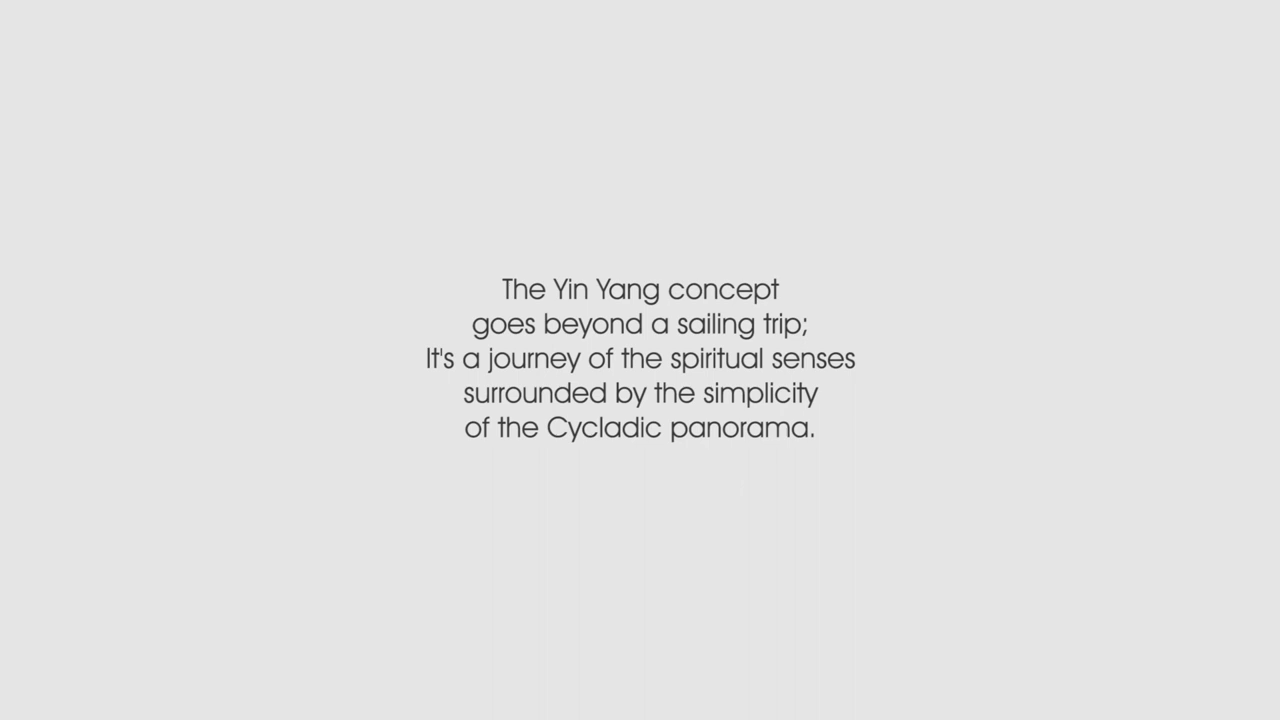 The Yin Yang concept
goes beyond a sailing trip;
It's a journey of the spiritual senses
surrounded by the simplicity
of the Cycladic panorama.